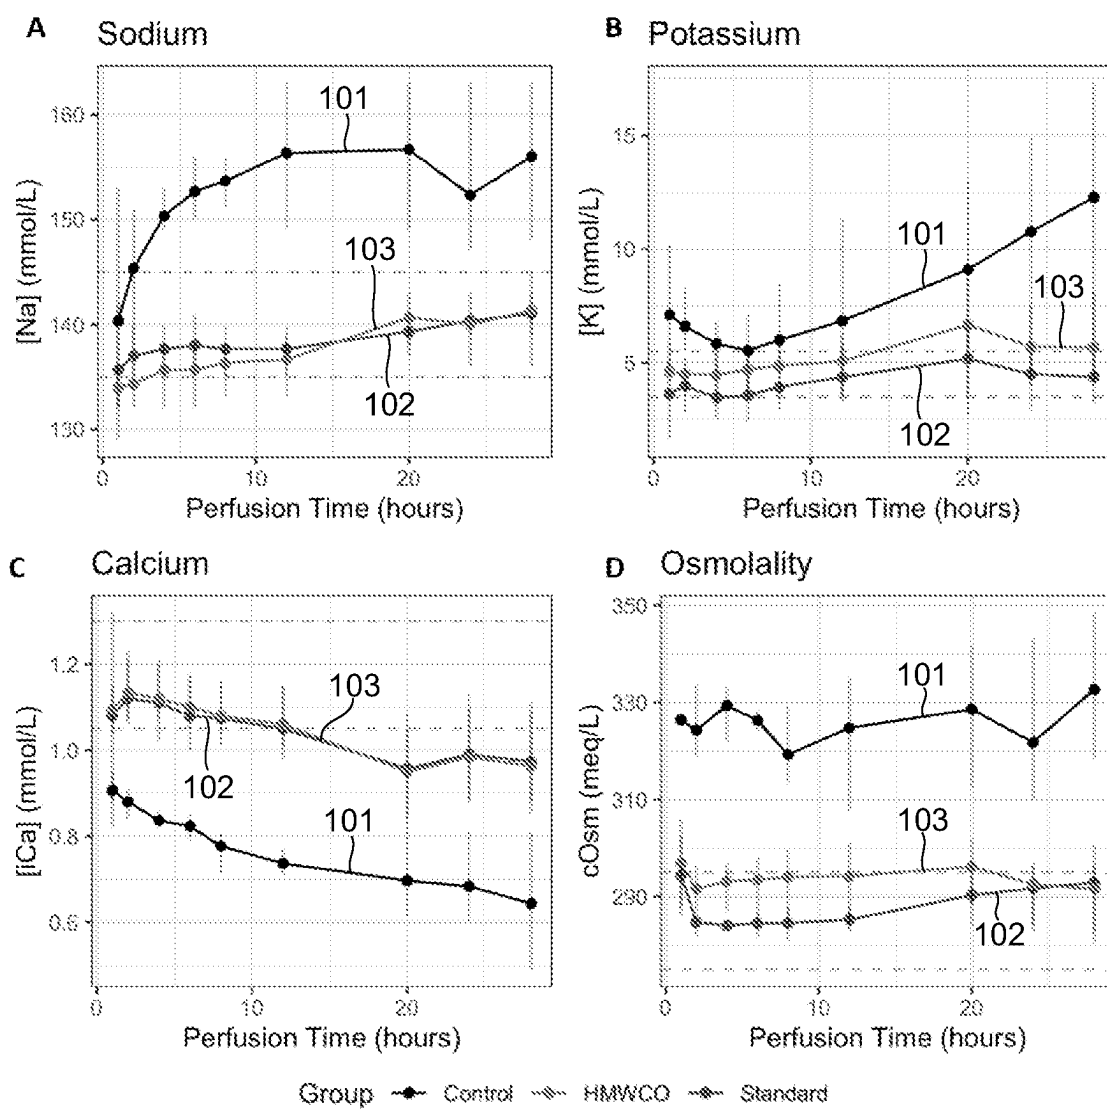 A Sodium
101
160
150
140
130
103
102
[Na] (mmol/L)
0 10 20
Perfusion Time (hours)
B Potassium
15
10
5
101
103
102
[K] (mmol/L)
0 10 20
Perfusion Time (hours)
C Calcium
1.2
1.0
0.8
0.6
103
102
101
[iCa] (mmol/L)
0 10 20
Perfusion Time (hours)
D Osmolality
350
330
310
290
101
103
102
cOsm (meq/L)
0 10 20
Perfusion Time (hours)
Group Control HMWCO Standard